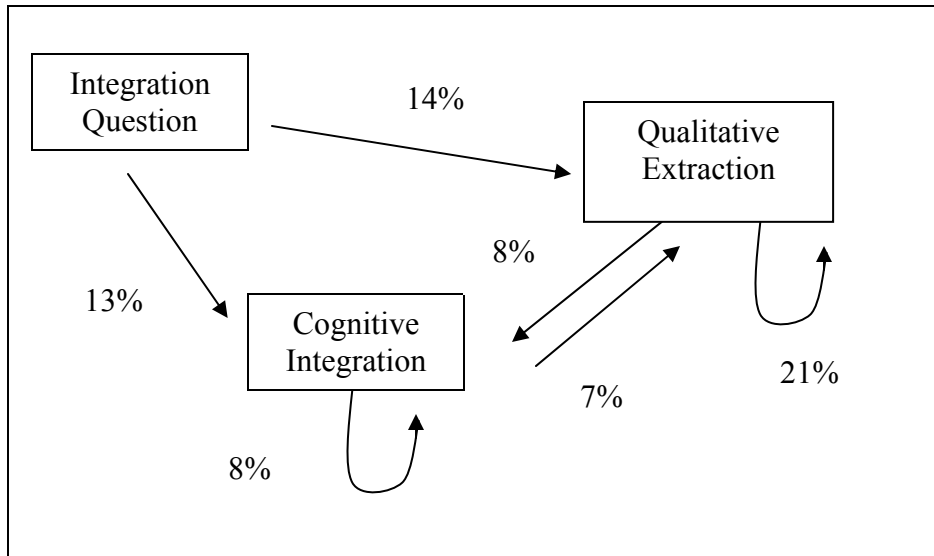 Integration
Question
14%
Qualitative
Extraction
8%
13%
Cognitive
Integration
7%
21%
8%